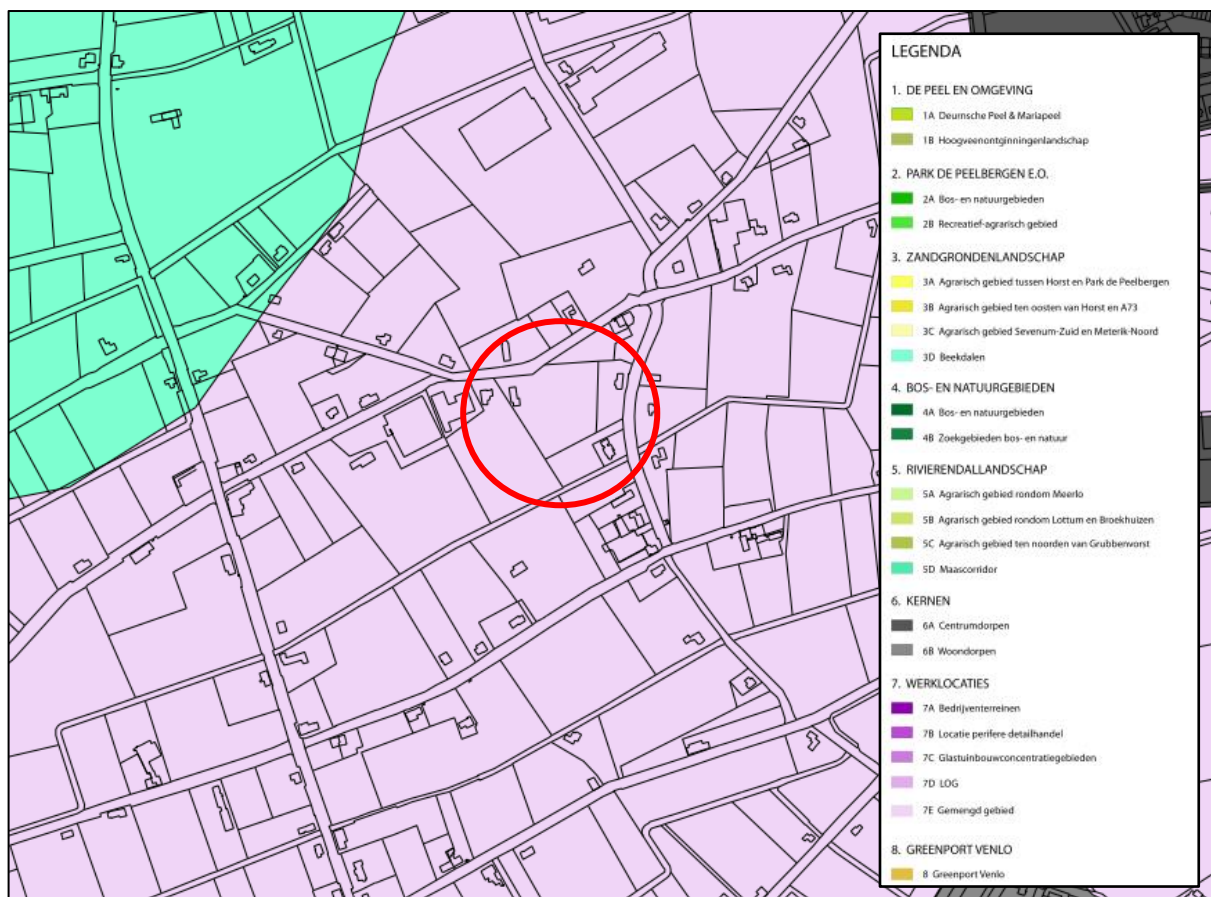 LEGENDA
1. DE PEEL EN OMGEVING
1A Deurnsche Peel & Mariapeel
1B Hoogveenontginningenlandschap
2. PARK DE PEELBERGEN E.O.
2A Bos- en natuurgebieden
2B Recreatief-agrarisch gebied
3. ZANDGRONDENLANDSCHAP
3A Agrarisch gebied tussen Horst en Park de Peelbergen
3B Agrarisch gebied ten oosten van Horst en A73
3C Agrarisch gebied Sevenum-Zuid en Meterik-Noord
3D Beekdalen
4. BOS- EN NATUURGEBIEDEN
4A Bos- en natuurgebieden
4B Zoekgebieden bos- en natuur
5. RIVIERENDALLANDSCHAP
5A Agrarisch gebied rondom Meerlo
5B Agrarisch gebied rondom Lottum en Broekhuizen
5C Agrarisch gebied ten noorden van Grubbenvorst
5D Maascorridor
6. KERNEN
6A Centrumdorpen
6B Woondorpen
7. WERKLOCATIES
7A Bedrijventerreinen
7B Locatie perifere detailhandel
7C Glastuinbouwconcentratiegebieden
7D LOG
7E Gemengd gebied
8. GREENPORT VENLO
8 Greenport Venlo